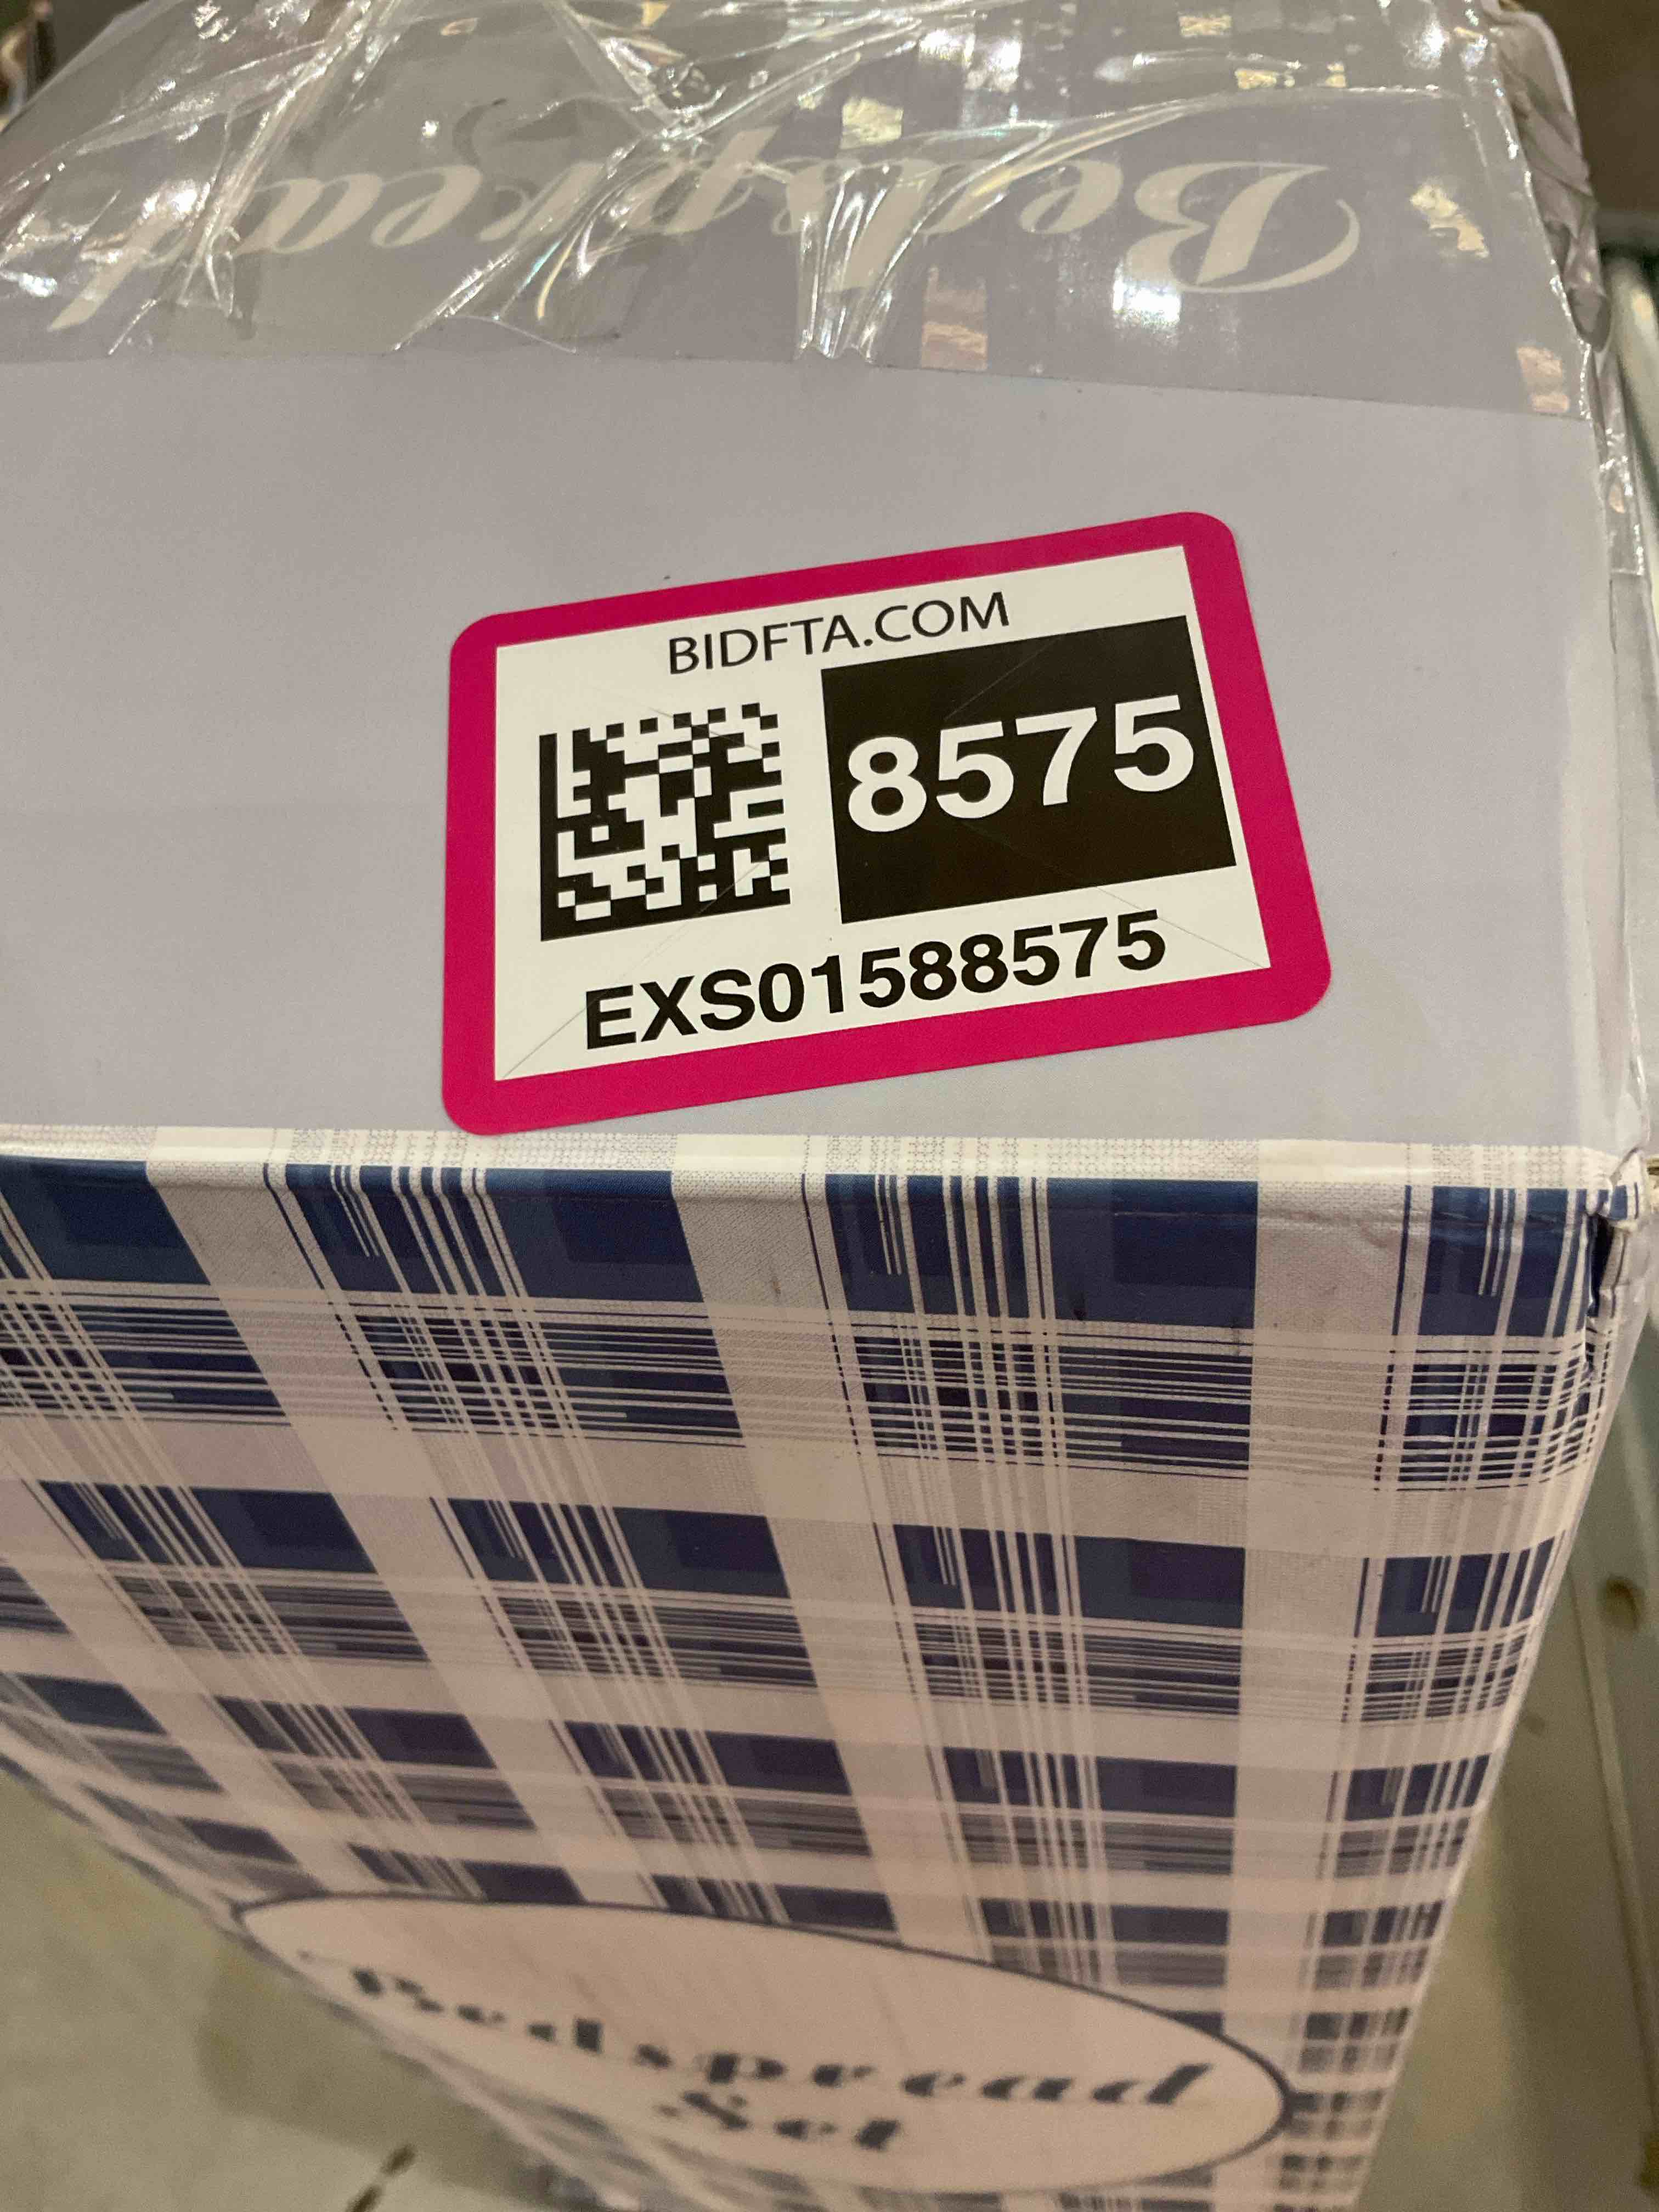 Bedspread
BIDFTA.COM
8575
EXS01588575
Bedspread
Set